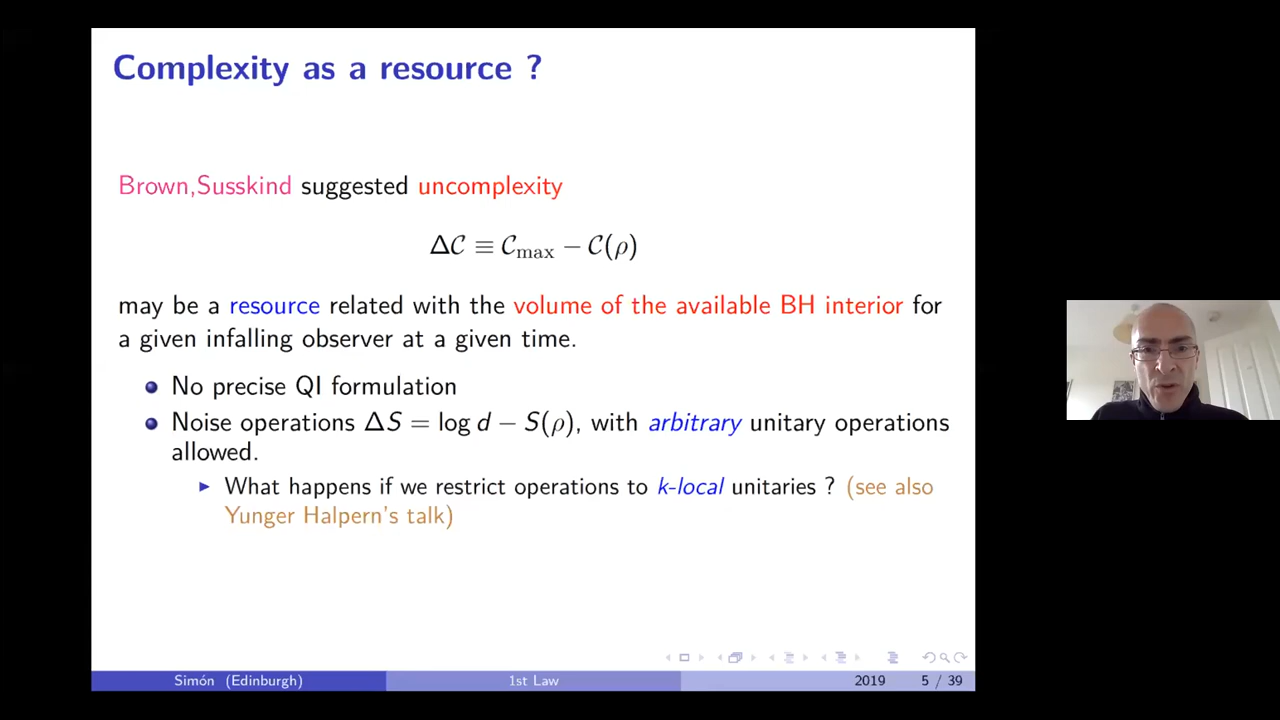 Complexity as a resource ?
Brown,Susskind suggested uncomplexity
Δ𝒞 ≡ 𝒞max − 𝒞(ρ)
may be a resource related with the volume of the available BH interior for
a given infalling observer at a given time.
No precise QI formulation
Noise operations ΔS = log d − S(ρ), with arbitrary unitary operations
allowed.
What happens if we restrict operations to k-local unitaries ? (see also
Yunger Halpern's talk)
Simón (Edinburgh) 1st Law 2019 5 / 39